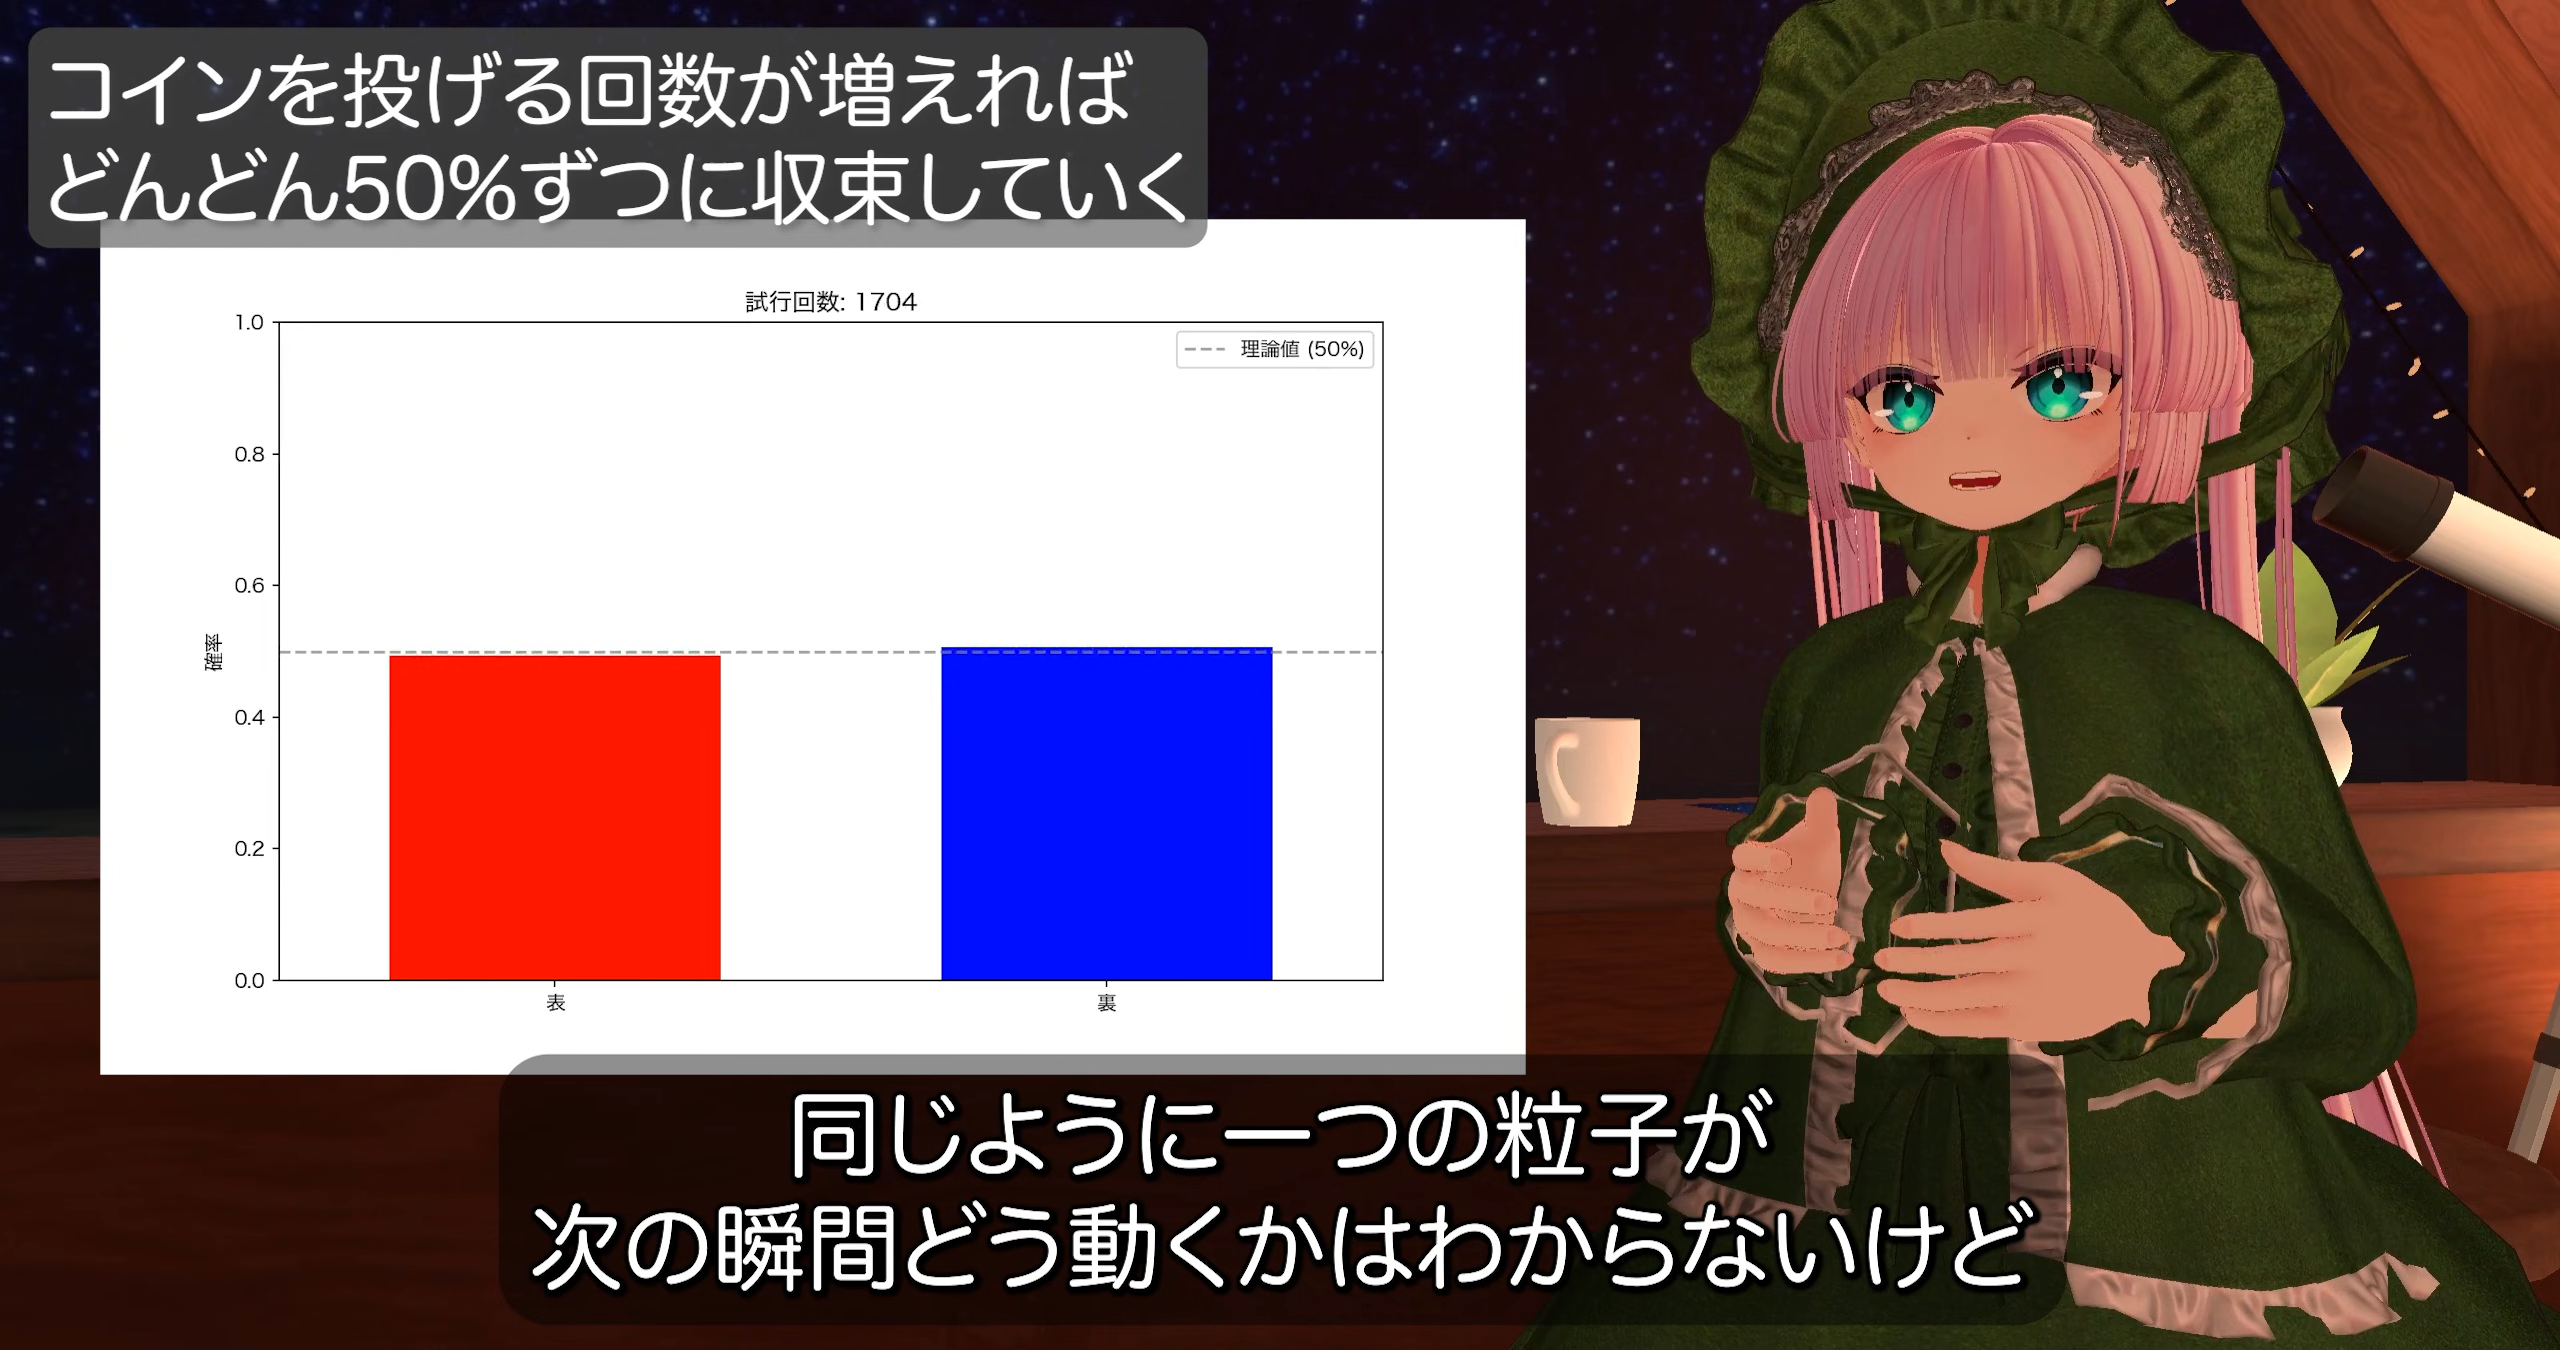 コインを投げる回数が増えれば
どんどん50%ずつに収束していく
試行回数: 1704
理論値 (50%)
1.0
0.8
0.6
0.4
0.2
0.0
確率
表
裏
同じように一つの粒子が
次の瞬間どう動くかはわからないけど